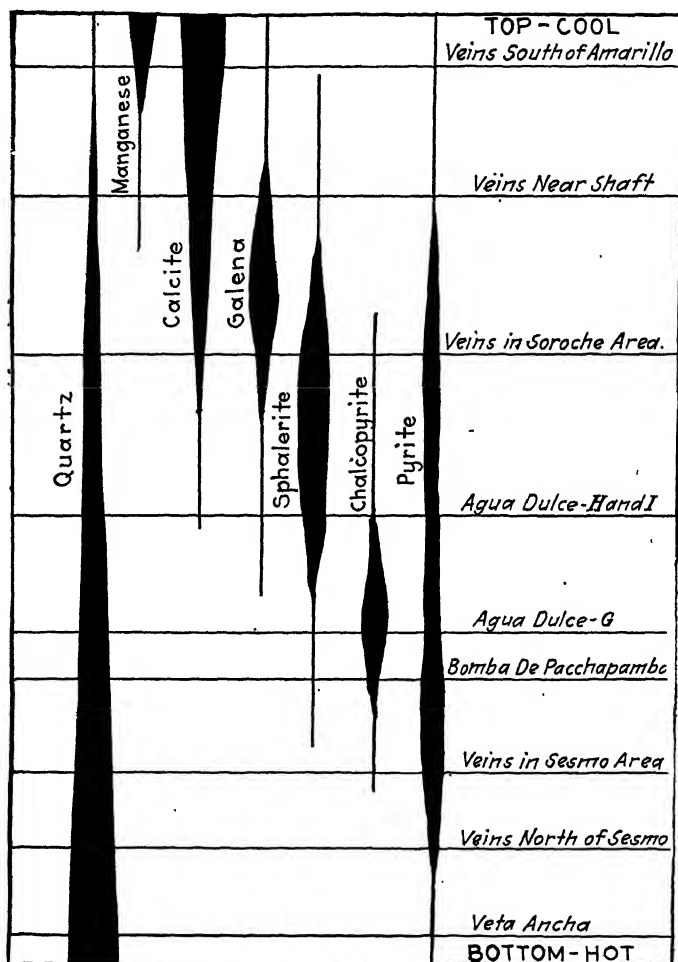 TOP-COOL
Veins South of Amarillo
Manganese
Veins Near Shaft
Calcite
Galena
Veins in Soroche Area.
Quartz
Sphalerite
Chalcopyrite
Pyrite
Agua Dulce-H and I
Agua Dulce-G
Bomba De Pacchapamba
Veins in Sesmo Area
Veins North of Sesmo
Veta Ancha
BOTTOM-HOT